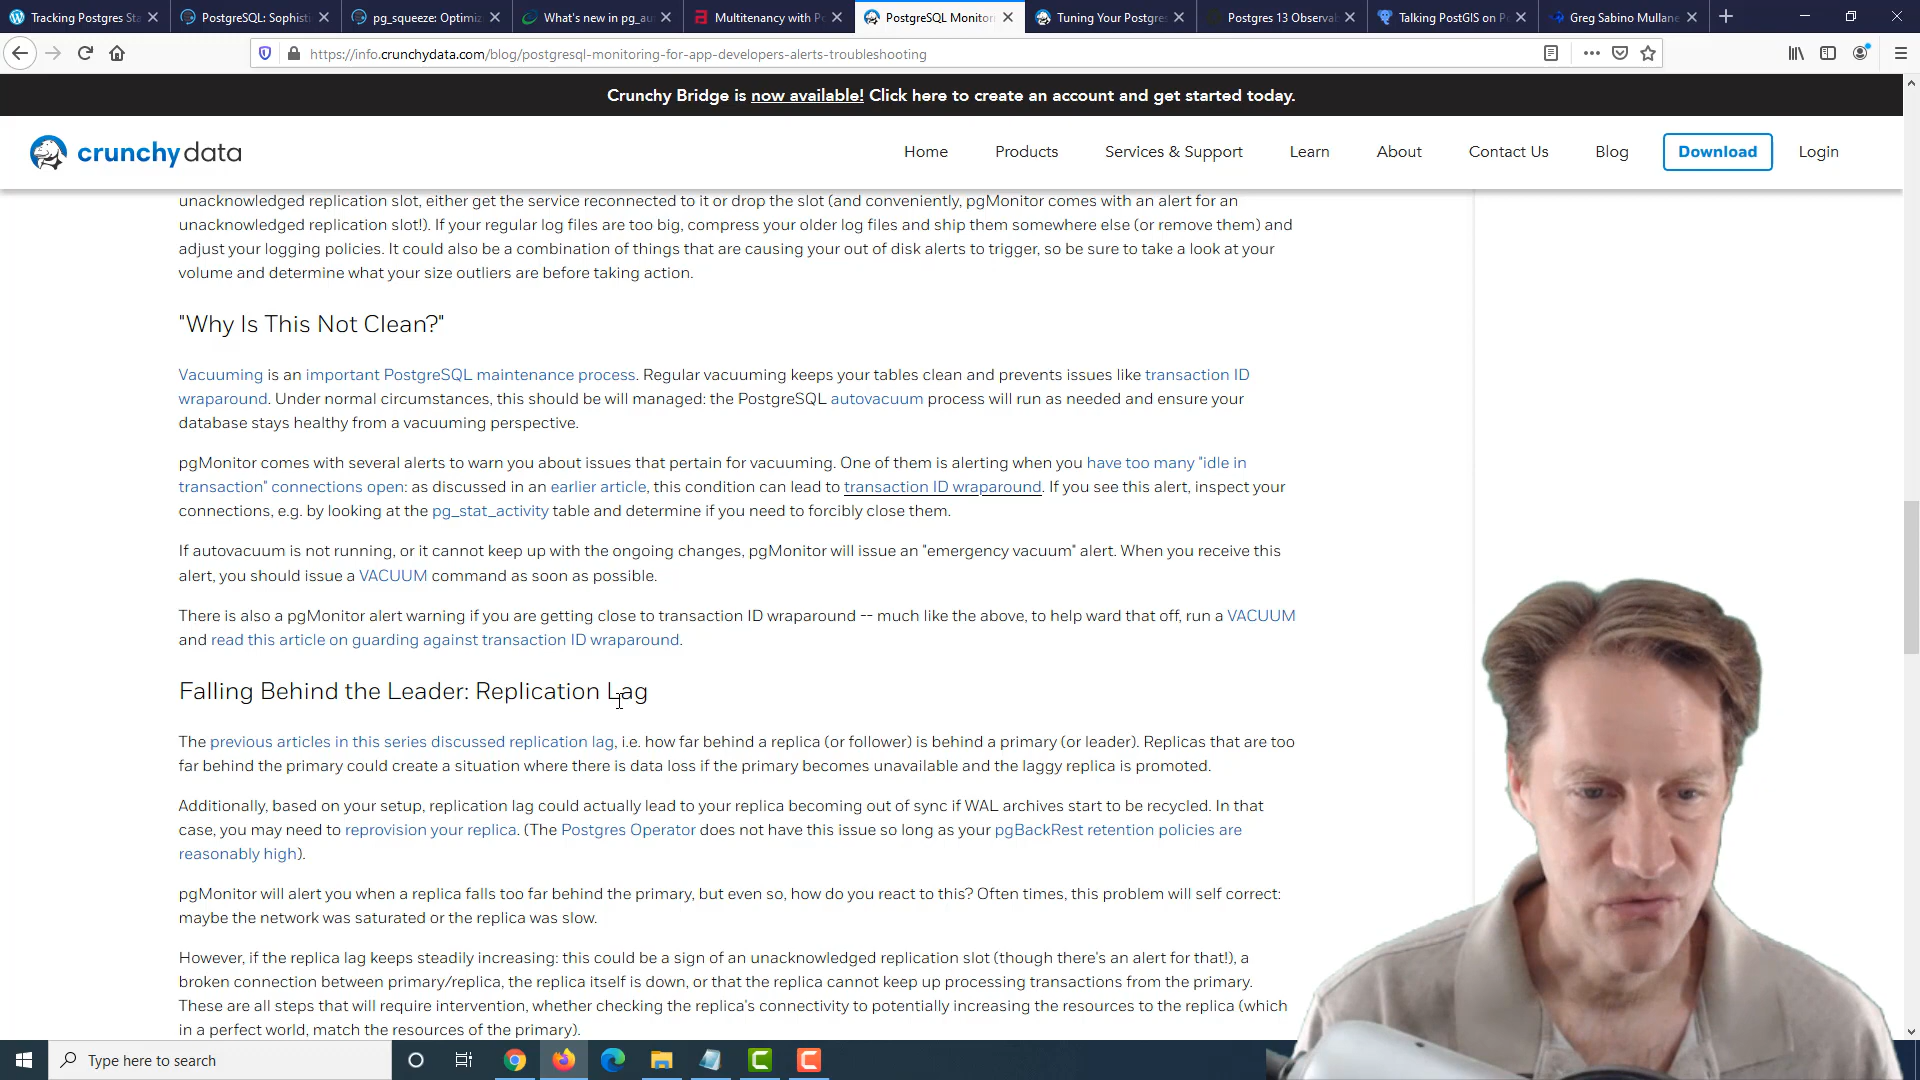 Tracking Postgres Sta
PostgreSQL: Sophist
pg_squeeze: Optimiz
What's new in pg_au
Multitenancy with Po
PostgreSQL Monitor
Tuning Your Postgres
Postgres 13 Observab
Talking PostGIS on P
Greg Sabino Mullane
https://info.crunchydata.com/blog/postgresql-monitoring-for-app-developers-alerts-troubleshooting
Crunchy Bridge is now available! Click here to create an account and get started today.
crunchydata
Home
Products
Services & Support
Learn
About
Contact Us
Blog
Download
Login
unacknowledged replication slot, either get the service reconnected to it or drop the slot (and conveniently, pgMonitor comes with an alert for an
unacknowledged replication slot!). If your regular log files are too big, compress your older log files and ship them somewhere else (or remove them) and
adjust your logging policies. It could also be a combination of things that are causing your out of disk alerts to trigger, so be sure to take a look at your
volume and determine what your size outliers are before taking action.
"Why Is This Not Clean?"
Vacuuming is an important PostgreSQL maintenance process. Regular vacuuming keeps your tables clean and prevents issues like transaction ID
wraparound. Under normal circumstances, this should be will managed: the PostgreSQL autovacuum process will run as needed and ensure your
database stays healthy from a vacuuming perspective.
pgMonitor comes with several alerts to warn you about issues that pertain for vacuuming. One of them is alerting when you have too many "idle in
transaction" connections open: as discussed in an earlier article, this condition can lead to transaction ID wraparound. If you see this alert, inspect your
connections, e.g. by looking at the pg_stat_activity table and determine if you need to forcibly close them.
If autovacuum is not running, or it cannot keep up with the ongoing changes, pgMonitor will issue an "emergency vacuum" alert. When you receive this
alert, you should issue a VACUUM command as soon as possible.
There is also a pgMonitor alert warning if you are getting close to transaction ID wraparound -- much like the above, to help ward that off, run a VACUUM
and read this article on guarding against transaction ID wraparound.
Falling Behind the Leader: Replication Lag
The previous articles in this series discussed replication lag, i.e. how far behind a replica (or follower) is behind a primary (or leader). Replicas that are too
far behind the primary could create a situation where there is data loss if the primary becomes unavailable and the laggy replica is promoted.
Additionally, based on your setup, replication lag could actually lead to your replica becoming out of sync if WAL archives start to be recycled. In that
case, you may need to reprovision your replica. (The Postgres Operator does not have this issue so long as your pgBackRest retention policies are
reasonably high).
pgMonitor will alert you when a replica falls too far behind the primary, but even so, how do you react to this? Often times, this problem will self correct:
maybe the network was saturated or the replica was slow.
However, if the replica lag keeps steadily increasing: this could be a sign of an unacknowledged replication slot (though there's an alert for that!), a
broken connection between primary/replica, the replica itself is down, or that the replica cannot keep up processing transactions from the primary.
These are all steps that will require intervention, whether checking the replica's connectivity to potentially increasing the resources to the replica (which
in a perfect world, match the resources of the primary).
Type here to search